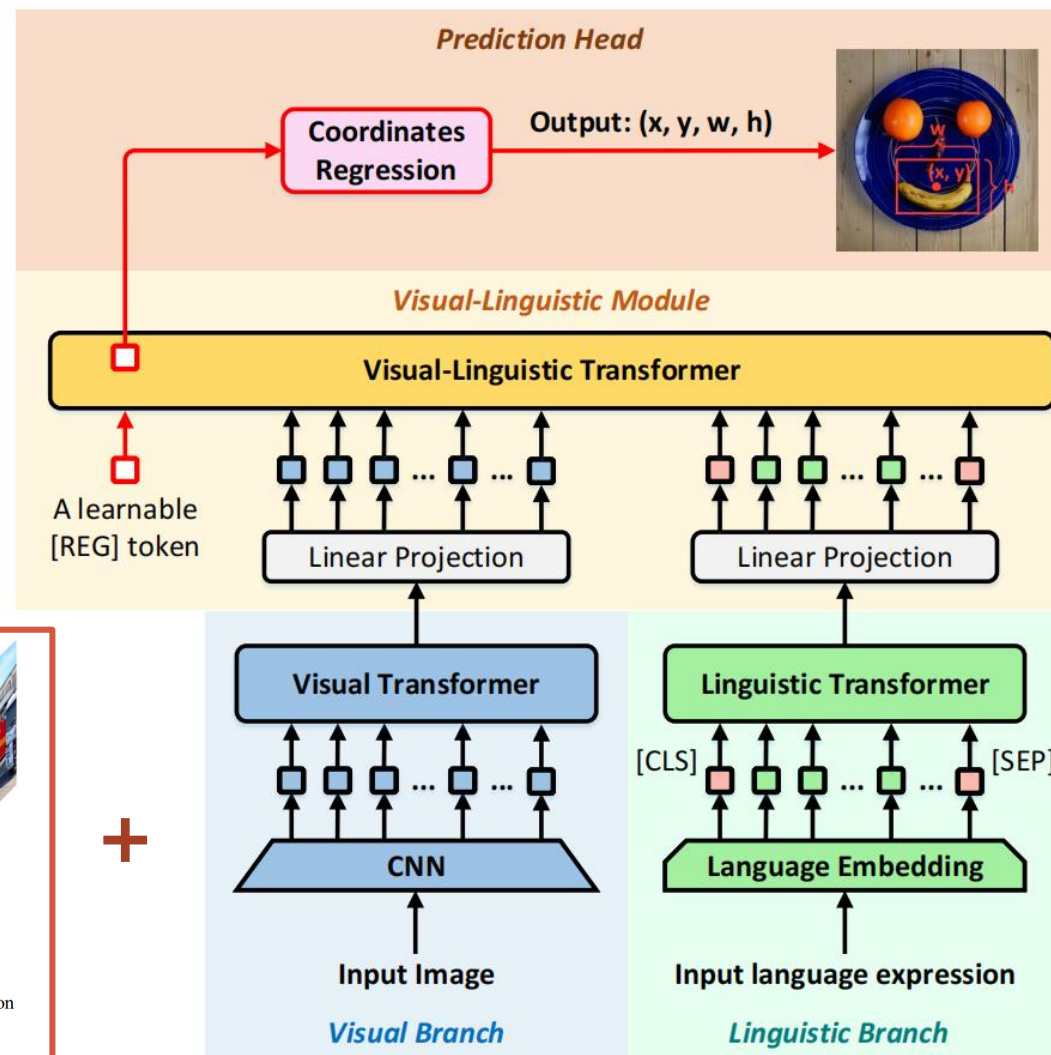 Prediction Head
Coordinates
Regression
Output: (x, y, w, h)
w
(x, y)
h
Visual-Linguistic Module
Visual-Linguistic Transformer
... ...
... ...
A learnable
[REG] token
Linear Projection
Linear Projection
Visual Transformer
Linguistic Transformer
[CLS]
[SEP]
... ...
... ...
+
CNN
Language Embedding
Input Image
Input language expression
on
Visual Branch
Linguistic Branch